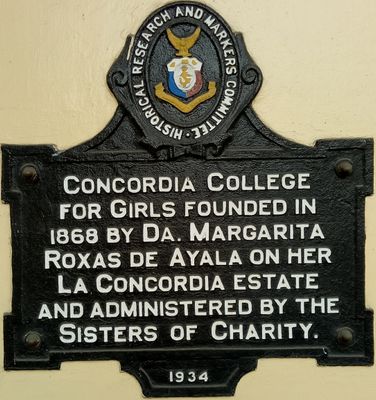 HISTORICAL RESEARCH AND MARKERS COMMITTEE
CONCORDIA COLLEGE
FOR GIRLS FOUNDED IN
1868 BY DA. MARGARITA
ROXAS DE AYALA ON HER
LA CONCORDIA ESTATE
AND ADMINISTERED BY THE
SISTERS OF CHARITY.
1934